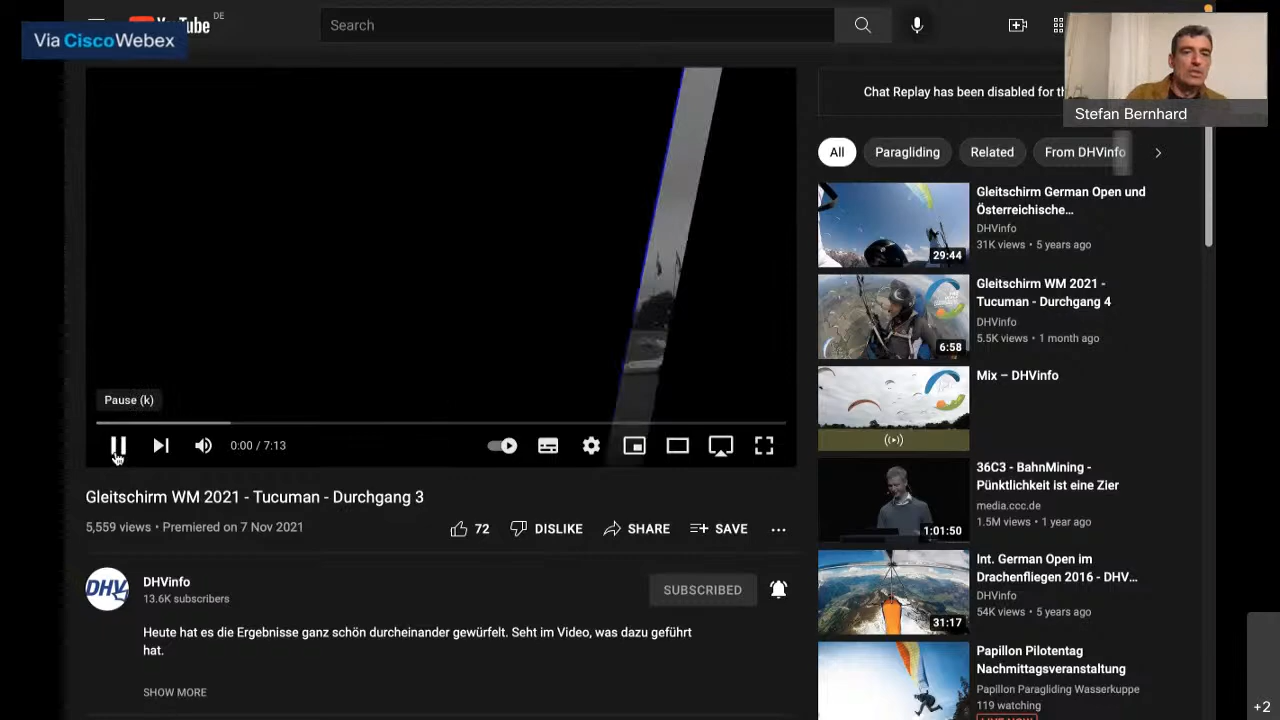 Via CiscoWebex
YouTube DE
Search
Stefan Bernhard
Chat Replay has been disabled for th
All
Paragliding
Related
From DHVinfo
Pause (k)
0:00 / 7:13
Gleitschirm WM 2021 - Tucuman - Durchgang 3
5,559 views • Premiered on 7 Nov 2021
72
DISLIKE
SHARE
SAVE
DHV
DHVinfo
13.6K subscribers
SUBSCRIBED
Heute hat es die Ergebnisse ganz schön durcheinander gewürfelt. Seht im Video, was dazu geführt
hat.
SHOW MORE
29:44
Gleitschirm German Open und
Österreichische...
DHVinfo
31K views • 5 years ago
6:58
Gleitschirm WM 2021 -
Tucuman - Durchgang 4
DHVinfo
5.5K views • 1 month ago
Mix – DHVinfo
1:01:50
36C3 - BahnMining -
Pünktlichkeit ist eine Zier
media.ccc.de
1.5M views • 1 year ago
31:17
Int. German Open im
Drachenfliegen 2016 - DHV...
DHVinfo
54K views • 5 years ago
Papillon Pilotentag
Nachmittagsveranstaltung
Papillon Paragliding Wasserkuppe
119 watching
LIVE NOW
+2